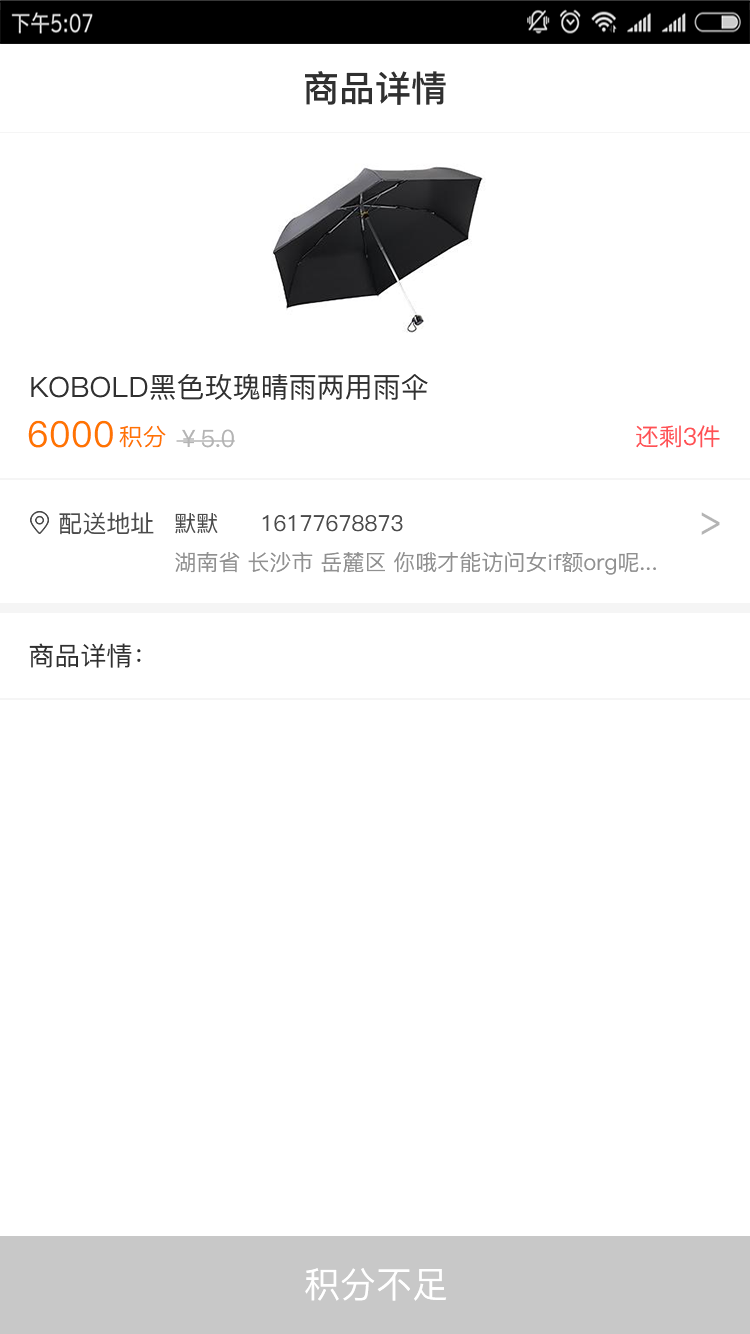 下午5:07
商品详情
KOBOLD黑色玫瑰晴雨两用雨伞
6000积分 ¥5.0 还剩3件
配送地址 默默 16177678873 >
湖南省 长沙市 岳麓区 你哦才能访问女if额org呢...
商品详情：
积分不足